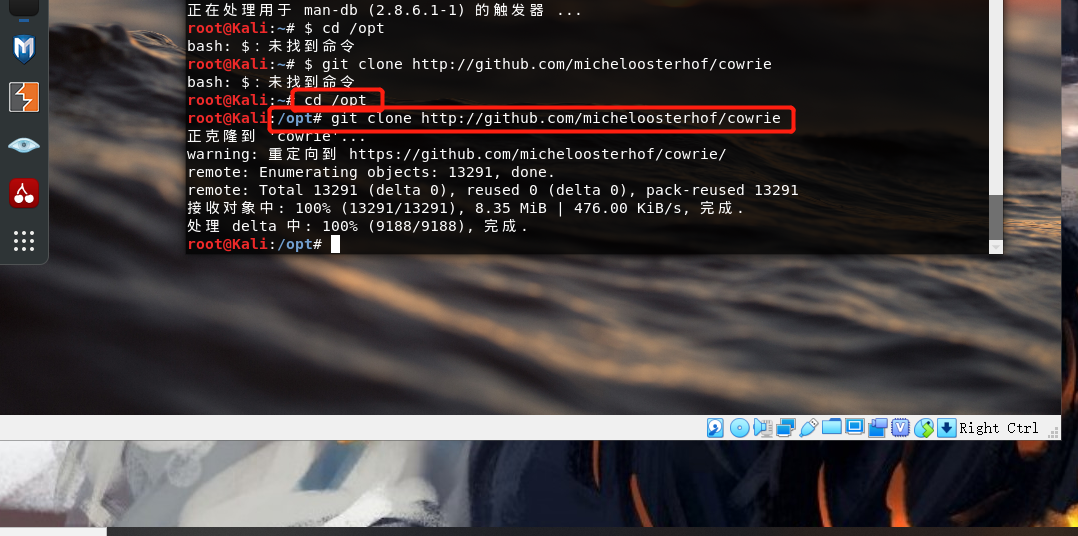 正在处理用于 man-db (2.8.6.1-1) 的触发器 ...
root@Kali:~# $ cd /opt
bash: $：未找到命令
root@Kali:~# $ git clone http://github.com/micheloosterhof/cowrie
bash: $：未找到命令
root@Kali:~# cd /opt
root@Kali:/opt# git clone http://github.com/micheloosterhof/cowrie
正克隆到 'cowrie'...
warning: 重定向到 https://github.com/micheloosterhof/cowrie/
remote: Enumerating objects: 13291, done.
remote: Total 13291 (delta 0), reused 0 (delta 0), pack-reused 13291
接收对象中: 100% (13291/13291), 8.35 MiB | 476.00 KiB/s, 完成.
处理 delta 中: 100% (9188/9188), 完成.
root@Kali:/opt#
Right Ctrl